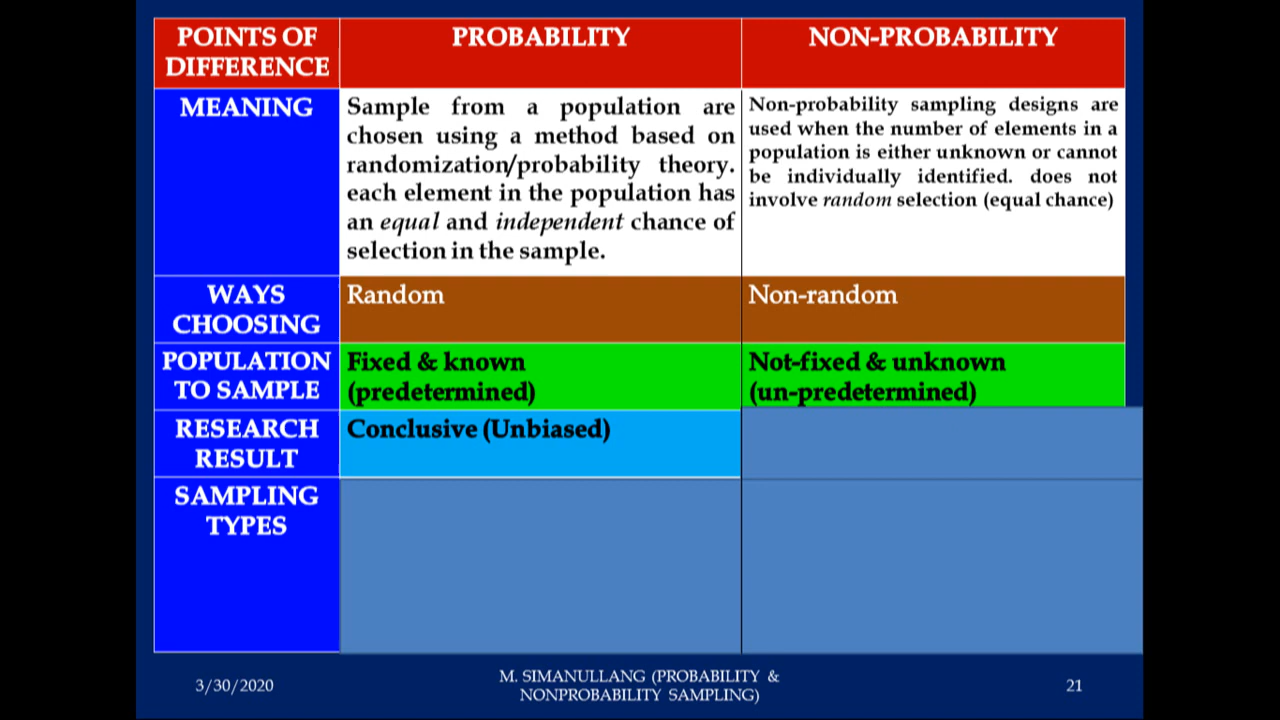 POINTS OF
DIFFERENCE
PROBABILITY
NON-PROBABILITY
MEANING
Sample from a population are
chosen using a method based on
randomization/probability theory.
each element in the population has
an equal and independent chance of
selection in the sample.
Non-probability sampling designs are
used when the number of elements in a
population is either unknown or cannot
be individually identified. does not
involve random selection (equal chance)
WAYS
CHOOSING
Random
Non-random
POPULATION
TO SAMPLE
Fixed & known
(predetermined)
Not-fixed & unknown
(un-predetermined)
RESEARCH
RESULT
Conclusive (Unbiased)
SAMPLING
TYPES
3/30/2020
M. SIMANULLANG (PROBABILITY &
NONPROBABILITY SAMPLING)
21